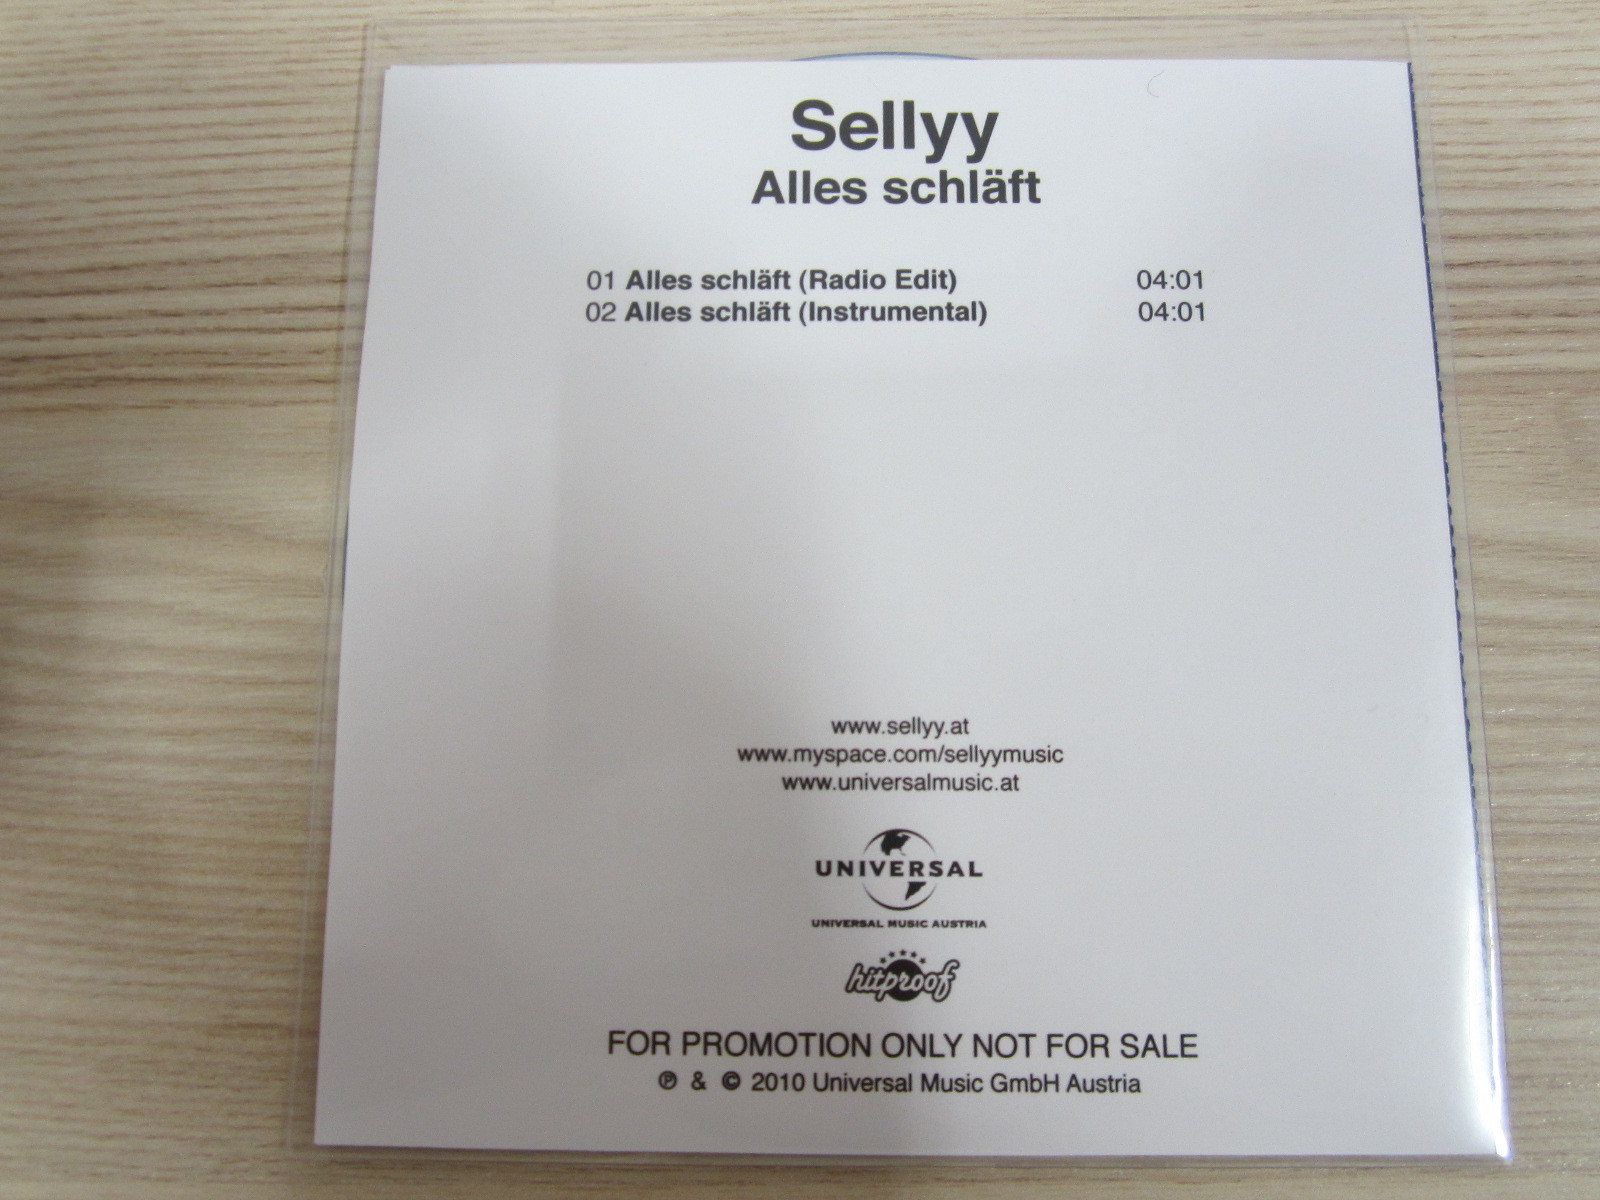 Sellyy
Alles schläft
01 Alles schläft (Radio Edit) 04:01
02 Alles schläft (Instrumental) 04:01
www.sellyy.at
www.myspace.com/sellyymusic
www.universalmusic.at
UNIVERSAL
UNIVERSAL MUSIC AUSTRIA
hitproof
FOR PROMOTION ONLY NOT FOR SALE
℗ & © 2010 Universal Music GmbH Austria